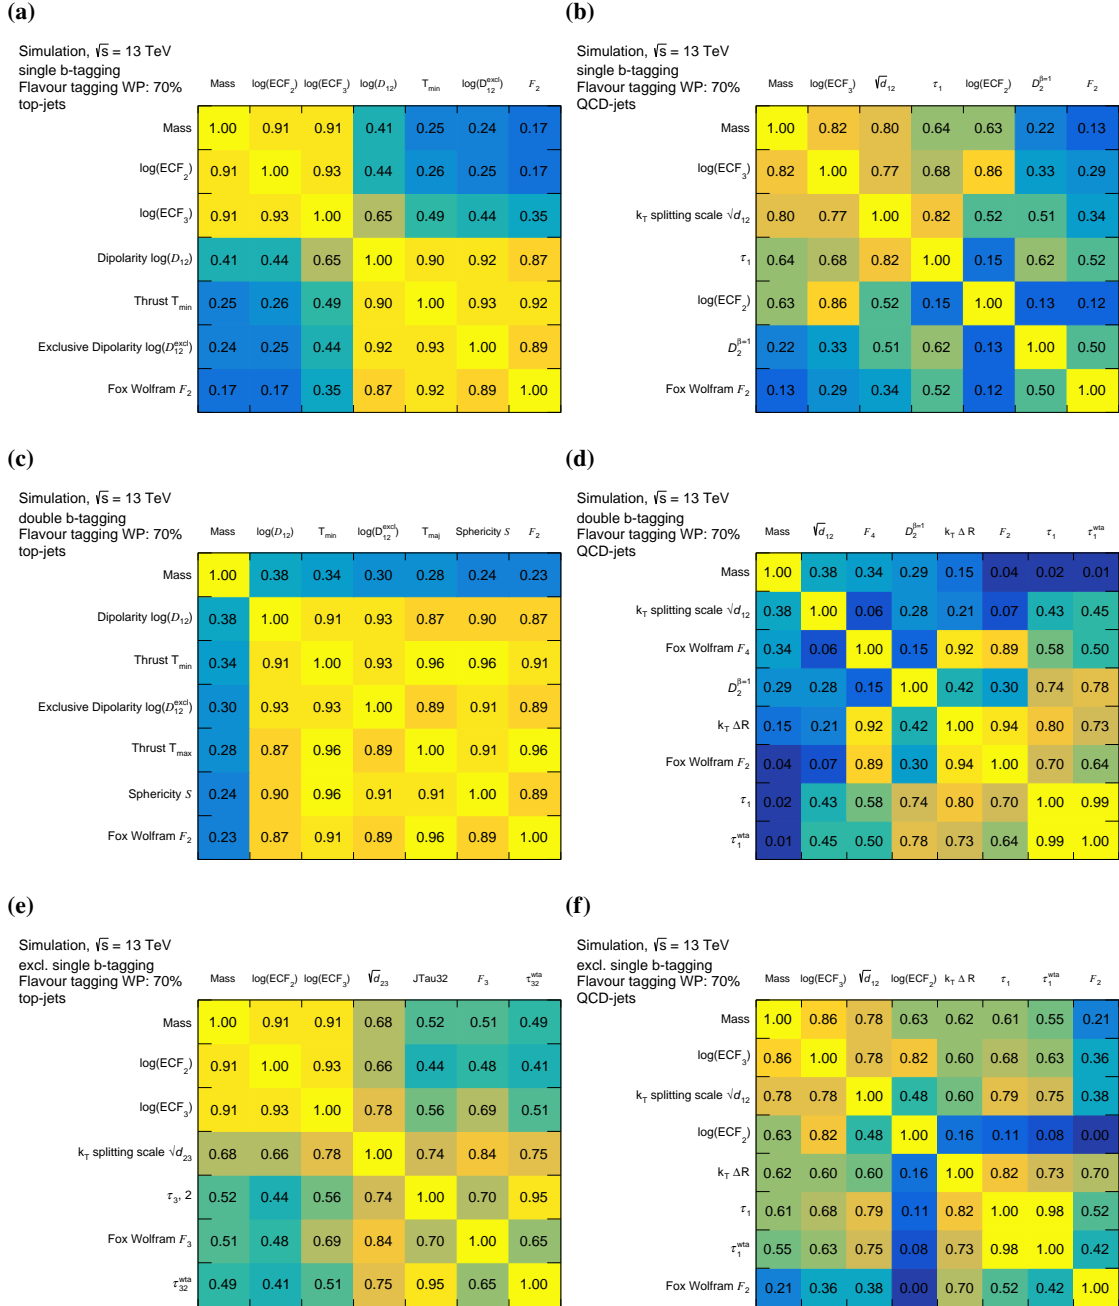 (a)
Simulation, √s = 13 TeV
single b-tagging
Flavour tagging WP: 70%
top-jets
Mass log(ECF₂) log(ECF₃) log(D₁₂) T_min log(D₁₂^excl) F₂
Mass 1.00 0.91 0.91 0.41 0.25 0.24 0.17
log(ECF₂) 0.91 1.00 0.93 0.44 0.26 0.25 0.17
log(ECF₃) 0.91 0.93 1.00 0.65 0.49 0.44 0.35
Dipolarity log(D₁₂) 0.41 0.44 0.65 1.00 0.90 0.92 0.87
Thrust T_min 0.25 0.26 0.49 0.90 1.00 0.93 0.92
Exclusive Dipolarity log(D₁₂^excl) 0.24 0.25 0.44 0.92 0.93 1.00 0.89
Fox Wolfram F₂ 0.17 0.17 0.35 0.87 0.92 0.89 1.00
(b)
Simulation, √s = 13 TeV
single b-tagging
Flavour tagging WP: 70%
QCD-jets
Mass log(ECF₃) √d₁₂ τ₁ log(ECF₂) D₂^β=1 F₂
Mass 1.00 0.82 0.80 0.64 0.63 0.22 0.13
log(ECF₃) 0.82 1.00 0.77 0.68 0.86 0.33 0.29
k_T splitting scale √d₁₂ 0.80 0.77 1.00 0.82 0.52 0.51 0.34
τ₁ 0.64 0.68 0.82 1.00 0.15 0.62 0.52
log(ECF₂) 0.63 0.86 0.52 0.15 1.00 0.13 0.12
D₂^β=1 0.22 0.33 0.51 0.62 0.13 1.00 0.50
Fox Wolfram F₂ 0.13 0.29 0.34 0.52 0.12 0.50 1.00
(c)
Simulation, √s = 13 TeV
double b-tagging
Flavour tagging WP: 70%
top-jets
Mass log(D₁₂) T_min log(D₁₂^excl) T_maj Sphericity S F₂
Mass 1.00 0.38 0.34 0.30 0.28 0.24 0.23
Dipolarity log(D₁₂) 0.38 1.00 0.91 0.93 0.87 0.90 0.87
Thrust T_min 0.34 0.91 1.00 0.93 0.96 0.96 0.91
Exclusive Dipolarity log(D₁₂^excl) 0.30 0.93 0.93 1.00 0.89 0.91 0.89
Thrust T_max 0.28 0.87 0.96 0.89 1.00 0.91 0.96
Sphericity S 0.24 0.90 0.96 0.91 0.91 1.00 0.89
Fox Wolfram F₂ 0.23 0.87 0.91 0.89 0.96 0.89 1.00
(d)
Simulation, √s = 13 TeV
double b-tagging
Flavour tagging WP: 70%
QCD-jets
Mass √d₁₂ F₄ D₂^β=1 k_T Δ R F₂ τ₁ τ₁^wta
Mass 1.00 0.38 0.34 0.29 0.15 0.04 0.02 0.01
k_T splitting scale √d₁₂ 0.38 1.00 0.06 0.28 0.21 0.07 0.43 0.45
Fox Wolfram F₄ 0.34 0.06 1.00 0.15 0.92 0.89 0.58 0.50
D₂^β=1 0.29 0.28 0.15 1.00 0.42 0.30 0.74 0.78
k_T ΔR 0.15 0.21 0.92 0.42 1.00 0.94 0.80 0.73
Fox Wolfram F₂ 0.04 0.07 0.89 0.30 0.94 1.00 0.70 0.64
τ₁ 0.02 0.43 0.58 0.74 0.80 0.70 1.00 0.99
τ₁^wta 0.01 0.45 0.50 0.78 0.73 0.64 0.99 1.00
(e)
Simulation, √s = 13 TeV
excl. single b-tagging
Flavour tagging WP: 70%
top-jets
Mass log(ECF₂) log(ECF₃) √d₂₃ JTau32 F₃ τ₃₂^wta
Mass 1.00 0.91 0.91 0.68 0.52 0.51 0.49
log(ECF₂) 0.91 1.00 0.93 0.66 0.44 0.48 0.41
log(ECF₃) 0.91 0.93 1.00 0.78 0.56 0.69 0.51
k_T splitting scale √d₂₃ 0.68 0.66 0.78 1.00 0.74 0.84 0.75
τ₃, 2 0.52 0.44 0.56 0.74 1.00 0.70 0.95
Fox Wolfram F₃ 0.51 0.48 0.69 0.84 0.70 1.00 0.65
τ₃₂^wta 0.49 0.41 0.51 0.75 0.95 0.65 1.00
(f)
Simulation, √s = 13 TeV
excl. single b-tagging
Flavour tagging WP: 70%
QCD-jets
Mass log(ECF₃) √d₁₂ log(ECF₂) k_T Δ R τ₁ τ₁^wta F₂
Mass 1.00 0.86 0.78 0.63 0.62 0.61 0.55 0.21
log(ECF₃) 0.86 1.00 0.78 0.82 0.60 0.68 0.63 0.36
k_T splitting scale √d₁₂ 0.78 0.78 1.00 0.48 0.60 0.79 0.75 0.38
log(ECF₂) 0.63 0.82 0.48 1.00 0.16 0.11 0.08 0.00
k_T ΔR 0.62 0.60 0.60 0.16 1.00 0.82 0.73 0.70
τ₁ 0.61 0.68 0.79 0.11 0.82 1.00 0.98 0.52
τ₁^wta 0.55 0.63 0.75 0.08 0.73 0.98 1.00 0.42
Fox Wolfram F₂ 0.21 0.36 0.38 0.00 0.70 0.52 0.42 1.00